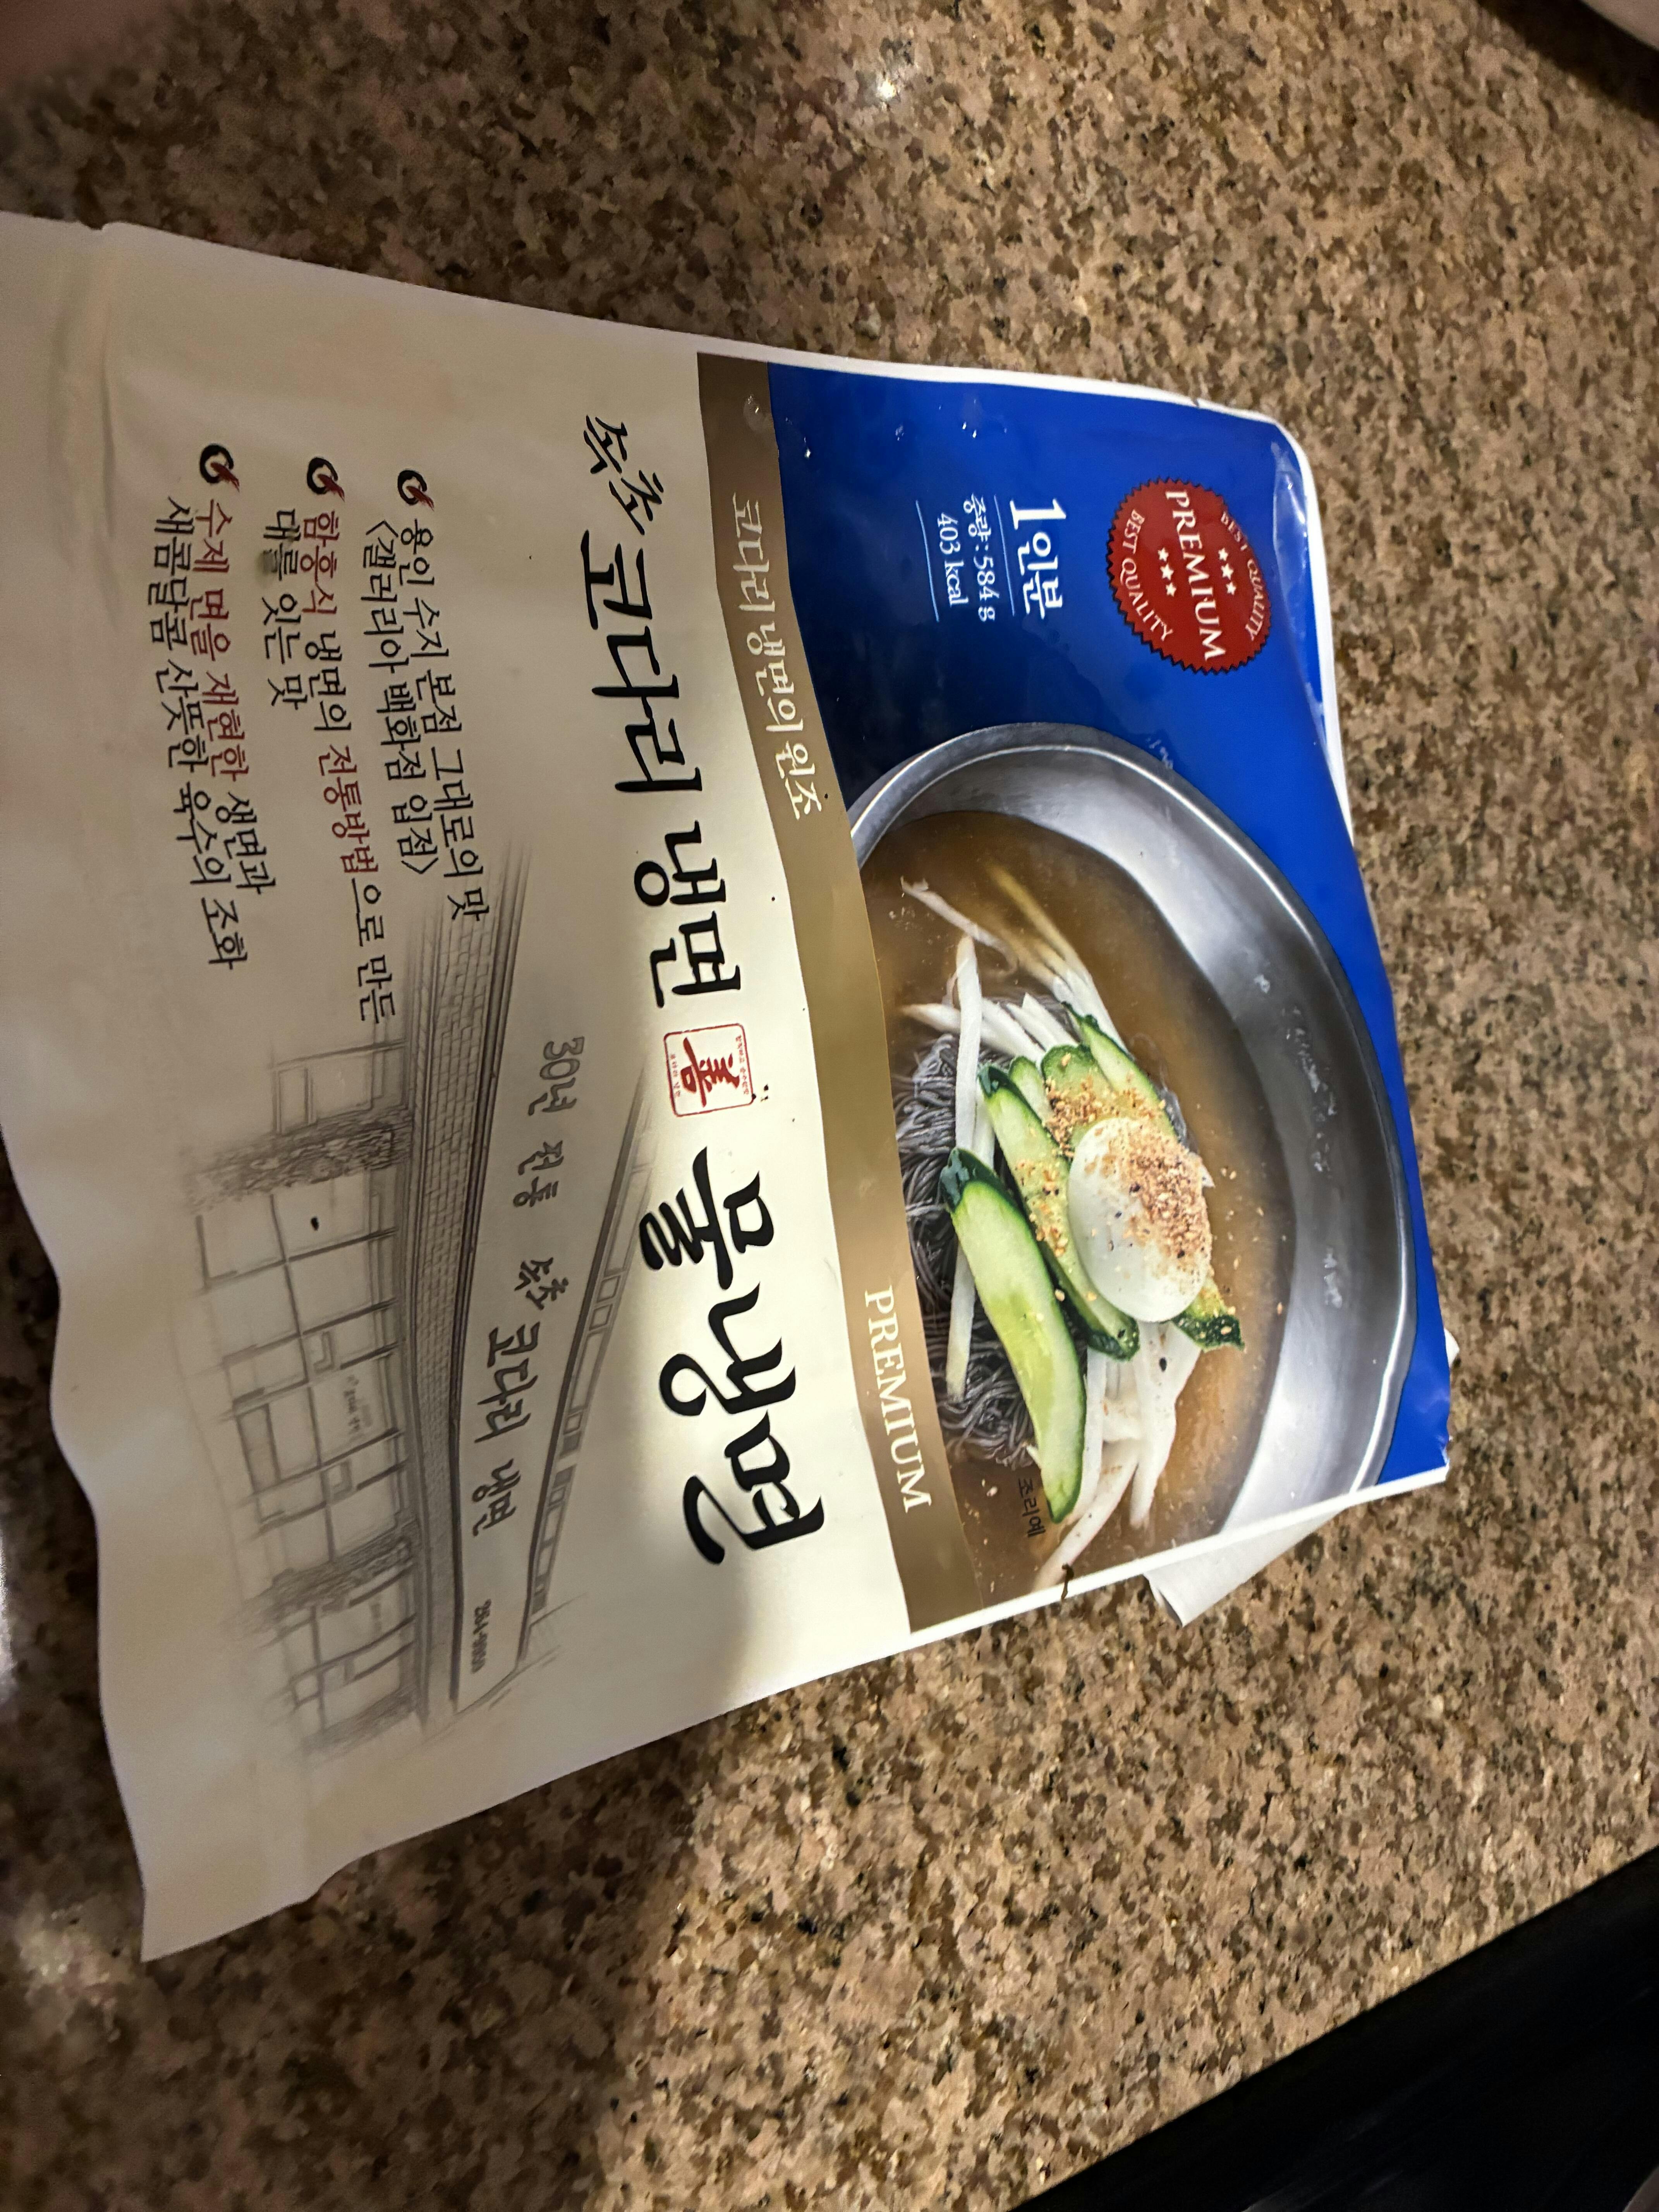 BEST QUALITY
PREMIUM
BEST QUALITY
1인분
중량:584 g
403 kcal
조리예
코다리 냉면의 원조
PREMIUM
속초 코다리 냉면 물냉면
용인 수지 본점 그대로의 맛
〈갤러리아 백화점 입점〉
함흥식 냉면의 전통방법으로 만든
대를 잇는 맛
수제 면을 재현한 생면과
새콤달콤 산뜻한 육수의 조화
30년 전통 속초 코다리 냉면